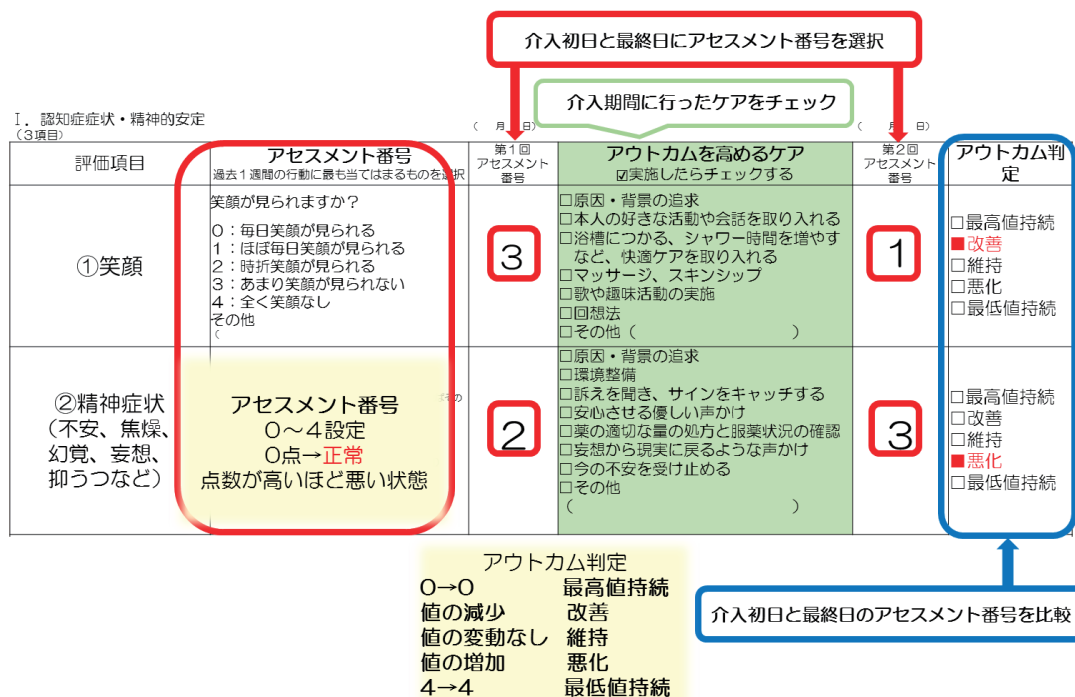 介入初日と最終日にアセスメント番号を選択
介入期間に行ったケアをチェック
Ⅰ．認知症症状・精神的安定
（3項目）
（　月　日）
（　月　日）
評価項目
アセスメント番号
過去１週間の行動に最も当てはまるものを選択
第１回
アセスメント
番号
アウトカムを高めるケア
☑実施したらチェックする
第２回
アセスメント
番号
アウトカム判
定
①笑顔
笑顔が見られますか？
０：毎日笑顔が見られる
１：ほぼ毎日笑顔が見られる
２：時折笑顔が見られる
３：あまり笑顔が見られない
４：全く笑顔なし
その他
（
3
□原因・背景の追求
□本人の好きな活動や会話を取り入れる
□浴槽につかる、シャワー時間を増やす
など、快適ケアを取り入れる
□マッサージ、スキンシップ
□歌や趣味活動の実施
□回想法
□その他（　　　　　　　　）
1
□最高値持続
■改善
□維持
□悪化
□最低値持続
②精神症状
（不安、焦燥、
幻覚、妄想、
抑うつなど）
アセスメント番号
０～４設定
０点→正常
点数が高いほど悪い状態
2
□原因・背景の追求
□環境整備
□訴えを聞き、サインをキャッチする
□安心させる優しい声かけ
□薬の適切な量の処方と服薬状況の確認
□妄想から現実に戻るような声かけ
□今の不安を受け止める
□その他
（　　　　　　　　　　　　）
3
□最高値持続
□改善
□維持
■悪化
□最低値持続
アウトカム判定
０→０　最高値持続
値の減少　改善
値の変動なし　維持
値の増加　悪化
４→４　最低値持続
介入初日と最終日のアセスメント番号を比較